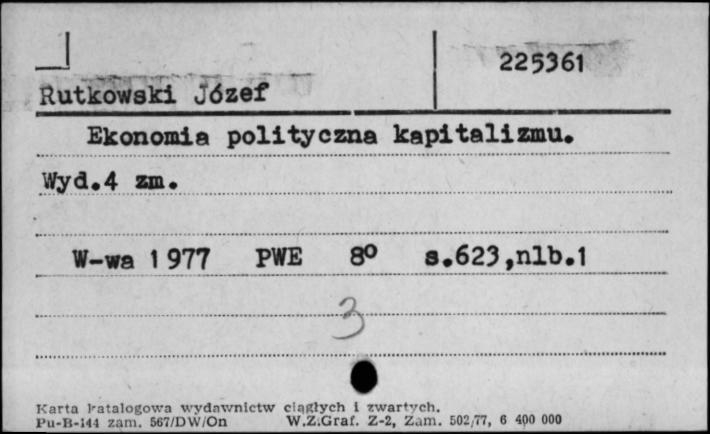 225361
Rutkowski Józef
Ekonomia polityczna kapitalizmu.
Wyd.4 zm.
W-wa 1977 PWE 8º s.623,nlb.1
3
Karta katalogowa wydawnictw ciągłych i zwartych.
Pu-B-144 zam. 567/DW/On W.Z.Graf. Z-2, Zam. 502/77, 6 400 000